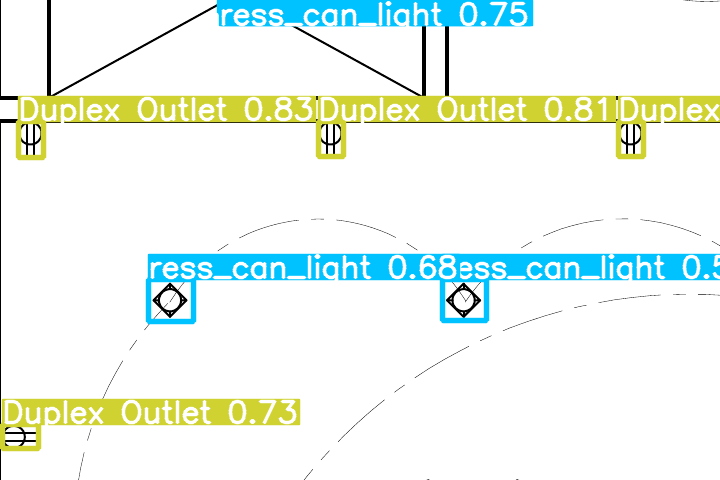 ress_can_light 0.75
Duplex Outlet 0.83 Duplex Outlet 0.81 Duplex
ress_can_light 0.68 ess_can_light 0.5
Duplex Outlet 0.73